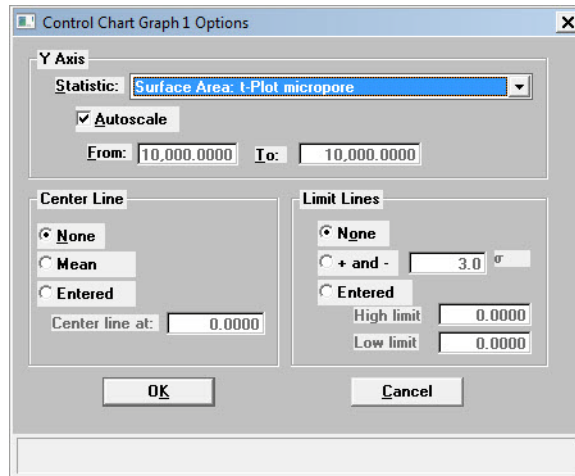 Control Chart Graph 1 Options
Y Axis
Statistic: Surface Area: t-Plot micropore
Autoscale
From: 10,000.0000 To: 10,000.0000
Center Line
None
Mean
Entered
Center line at: 0.0000
Limit Lines
None
+ and - 3.0 σ
Entered
High limit 0.0000
Low limit 0.0000
OK Cancel